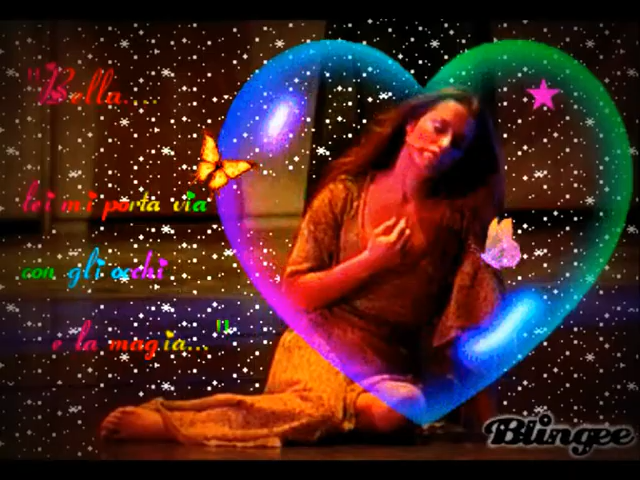 "Bella....
lei mi porta via
con gli occhi
e la magia..."
Blingee